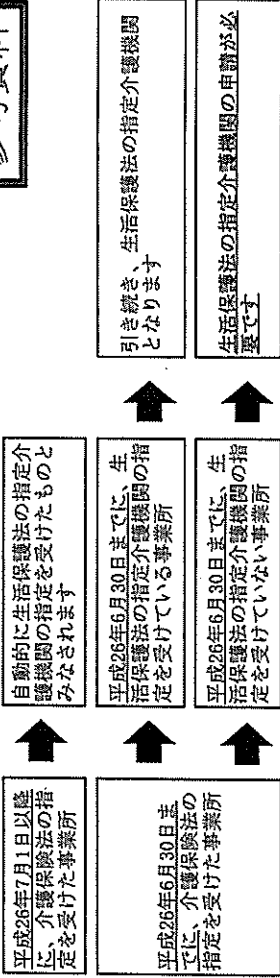 参考資料
平成26年7月1日以降
に、介護保険法の指
定を受けた事業所
自動的に生活保護法の指定介
護機関の指定を受けたものと
みなされます
平成26年6月30日ま
でに、介護保険法の
指定を受けた事業所
平成26年6月30日までに、生
活保護法の指定介護機関の指
定を受けている事業所
引き続き、生活保護法の指定介護機関
となります
平成26年6月30日までに、生
活保護法の指定介護機関の指
定を受けていない事業所
生活保護法の指定介護機関の申請が必
要です